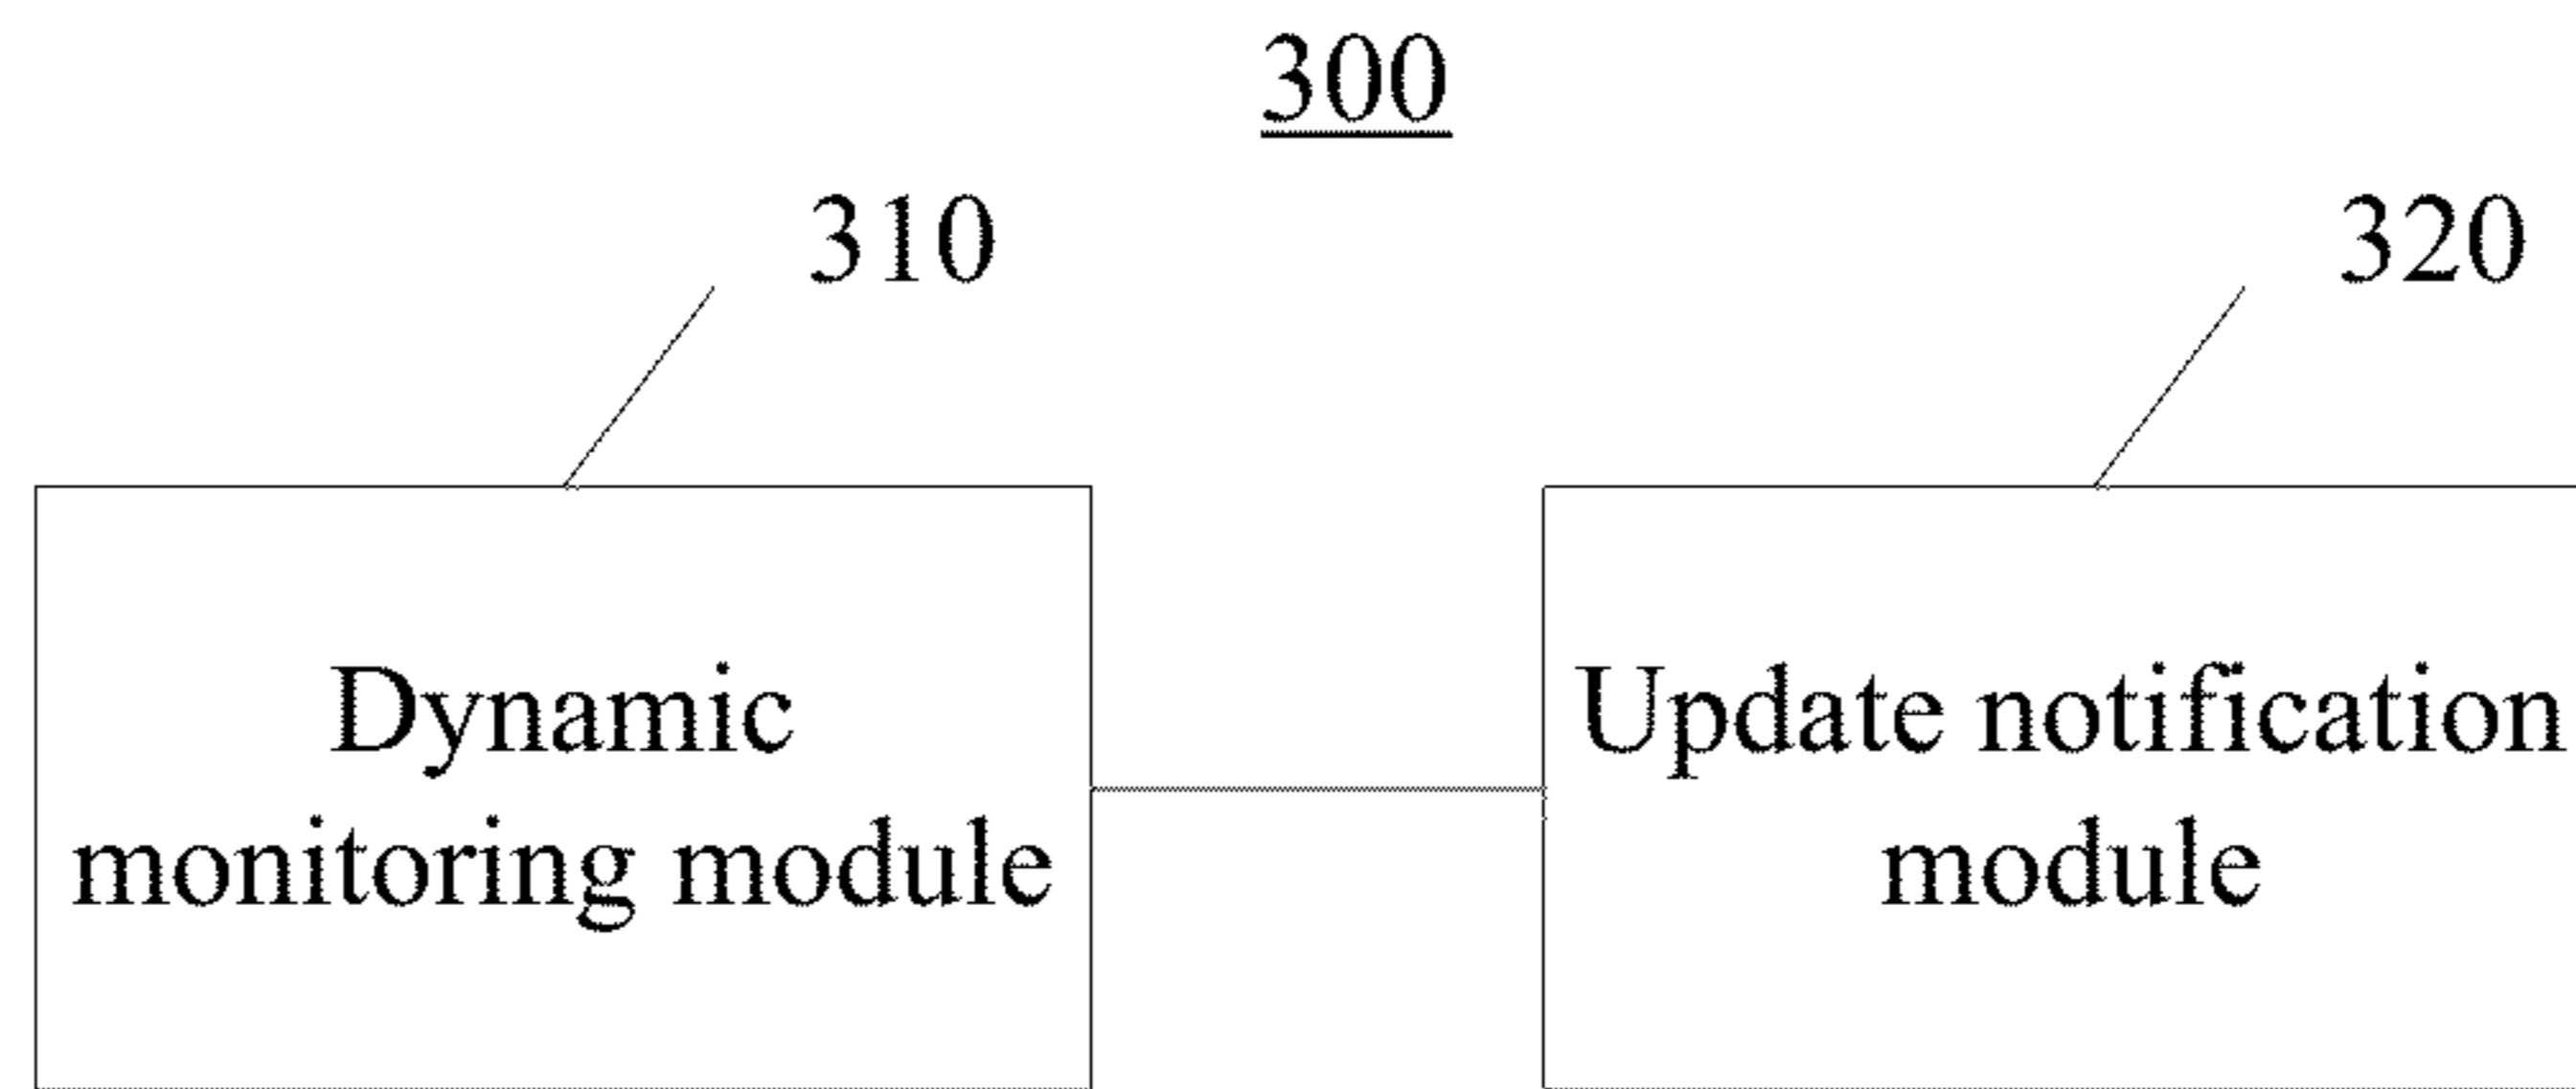 300
310
320
Dynamic
monitoring module
Update notification
module